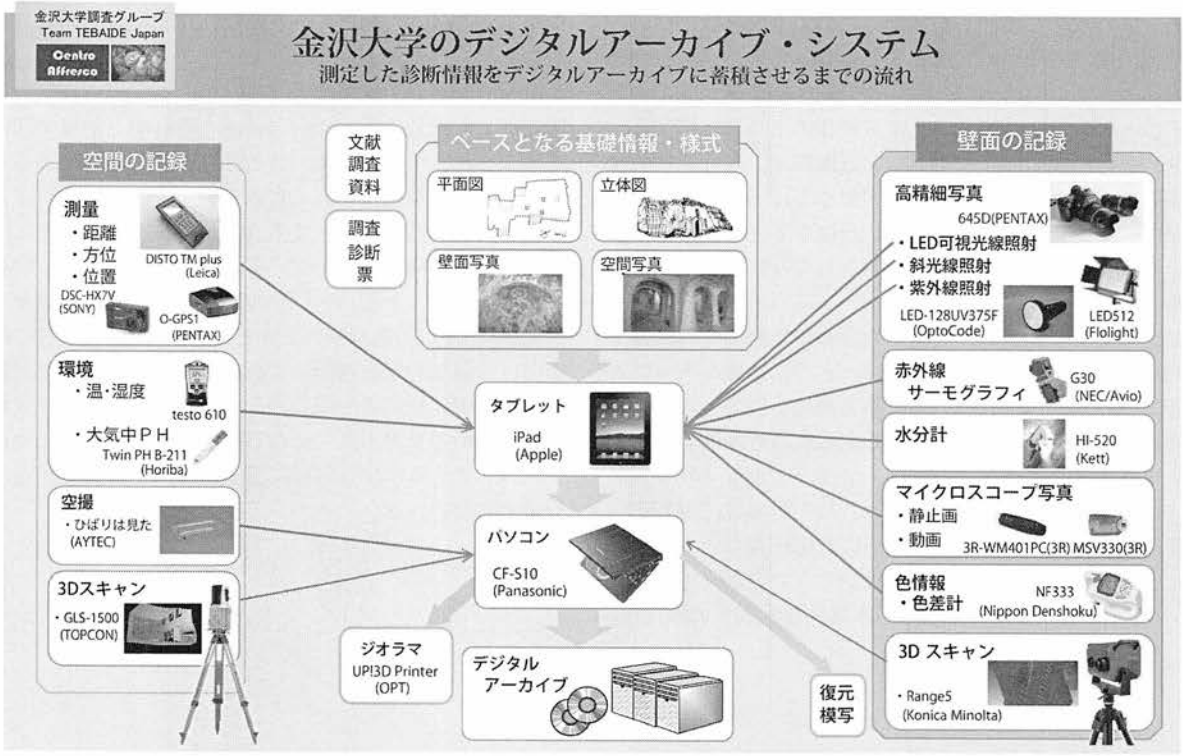 金沢大学調査グループ
Team TEBAIDE Japan
Centro
Affresco
金沢大学のデジタルアーカイブ・システム
測定した診断情報をデジタルアーカイブに蓄積させるまでの流れ
空間の記録
測量
・距離
・方位
・位置
DISTO TM plus
(Leica)
DSC-HX7V
(SONY)
O-GPS1
(PENTAX)
環境
・温・湿度
testo 610
・大気中ＰＨ
Twin PH B-211
(Horiba)
空撮
・ひばりは見た
(AYTEC)
3Dスキャン
・GLS-1500
(TOPCON)
文献
調査
資料
調査
診断
票
ベースとなる基礎情報・様式
平面図
立体図
壁面写真
空間写真
タブレット
iPad
(Apple)
パソコン
CF-S10
(Panasonic)
ジオラマ
UP!3D Printer
(OPT)
デジタル
アーカイブ
復元
模写
壁面の記録
高精細写真
645D(PENTAX)
・LED可視光線照射
・斜光線照射
・紫外線照射
LED-128UV375F
(OptoCode)
LED512
(Flolight)
赤外線
サーモグラフィ
G30
(NEC/Avio)
水分計
HI-520
(Kett)
マイクロスコープ写真
・静止画
・動画
3R-WM401PC(3R)
MSV330(3R)
色情報
・色差計
NF333
(Nippon Denshoku)
3D スキャン
・Range5
(Konica Minolta)